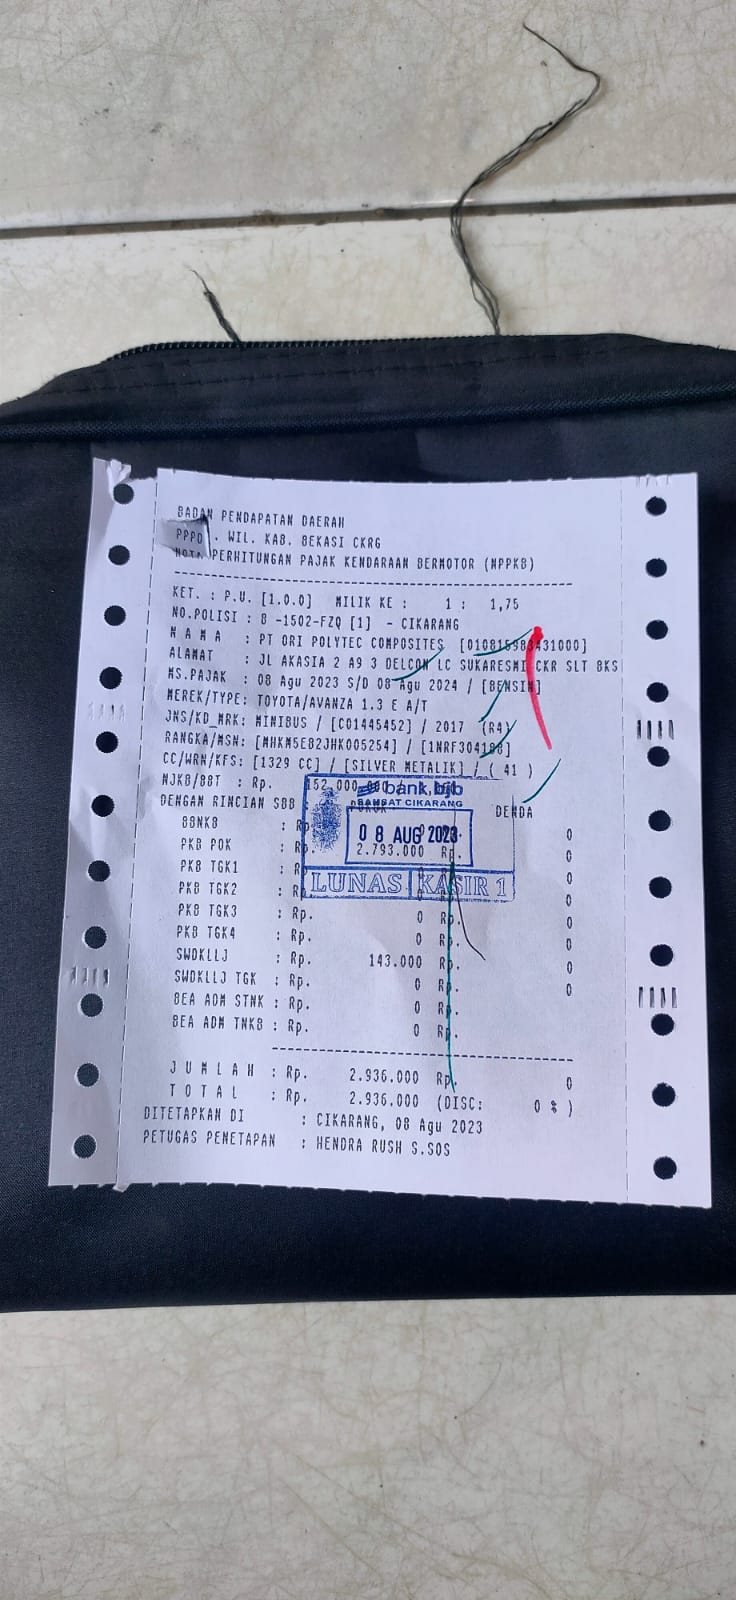 BADAN PENDAPATAN DAERAH
PPPD . WIL. KAB. BEKASI CKRG
NOTA PERHITUNGAN PAJAK KENDARAAN BERMOTOR (NPPKB)
KET. : P.U. [1.0.0] MILIK KE : 1 : 1,75
NO.POLISI : B -1502-FZQ [1] - CIKARANG
N A M A : PT ORI POLYTEC COMPOSITES [010815983431000]
ALAMAT : JL AKASIA 2 A9 3 DELCON LC SUKARESMI CKR SLT BKS
MS.PAJAK : 08 Agu 2023 S/D 08 Agu 2024 / [BENSIN]
MEREK/TYPE: TOYOTA/AVANZA 1.3 E A/T
JNS/KD_MRK: MINIBUS / [C01445452] / 2017 (R4)
RANGKA/MSN: [MHKM5EB2JHK005254] / [1NRF304188]
CC/WRN/KFS: [1329 CC] / [SILVER METALIK] / ( 41 )
NJKB/BBT : Rp. 152.000.000 /
bank bjb
SAMSAT CIKARANG
DENGAN RINCIAN SBB : POKOK DENDA
08 AUG 2023
BBNKB : Rp. 0 0
PKB POK : Rp. 2.793.000 Rp. 0
PKB TGK1 : Rp. 0
LUNAS KASIR 1
PKB TGK2 : Rp. 0
PKB TGK3 : Rp. 0 Rp. 0
PKB TGK4 : Rp. 0 Rp. 0
SWDKLLJ : Rp. 143.000 Rp. 0
SWDKLLJ TGK : Rp. 0 Rp. 0
BEA ADM STNK : Rp. 0 Rp.
BEA ADM TNKB : Rp. 0 Rp.
J U M L A H : Rp. 2.936.000 Rp. 0
T O T A L : Rp. 2.936.000 (DISC: 0 % )
DITETAPKAN DI : CIKARANG, 08 Agu 2023
PETUGAS PENETAPAN : HENDRA RUSH S.SOS